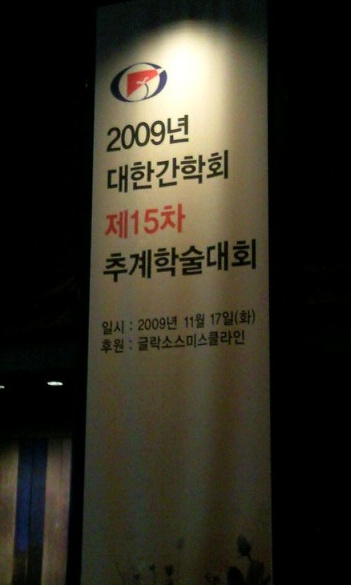 2009년
대한간학회
제15차
추계학술대회
일시 : 2009년 11월 17일(화)
후원 : 글락소스미스클라인